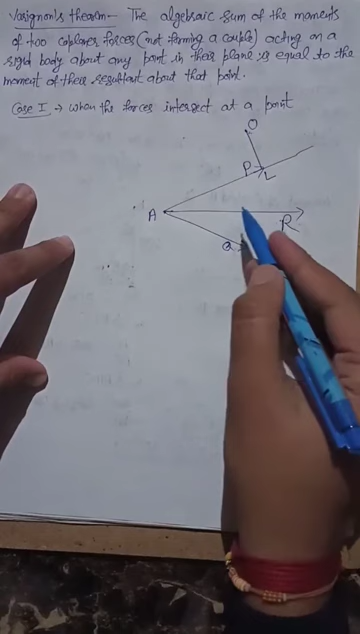 Varignon's theorem - The algebraic sum of the moments
of two coplaner forces (not forming a couple) acting on a
rigid body about any point in their plane is equal to the
moment of their resultant about that point.
Case I → when the forces intersect at a point
O
P
L
A
R
Q